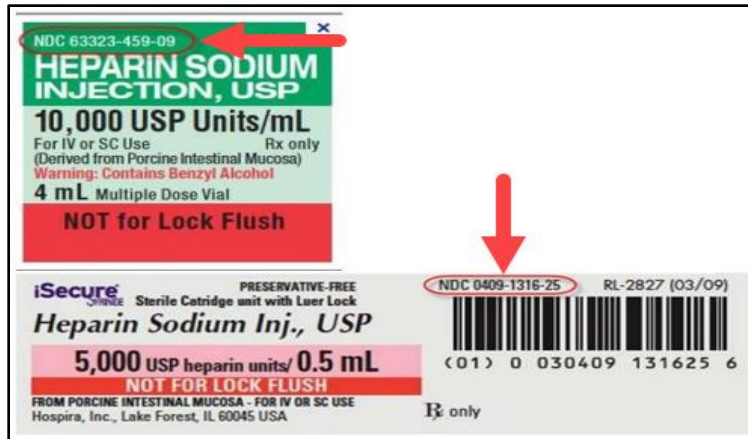 NDC 63323-459-09
HEPARIN SODIUM
INJECTION, USP
10,000 USP Units/mL
For IV or SC Use Rx only
(Derived from Porcine Intestinal Mucosa)
Warning: Contains Benzyl Alcohol
4 mL Multiple Dose Vial
NOT for Lock Flush
iSecure SYRINGE
PRESERVATIVE-FREE
Sterile Catridge unit with Luer Lock
Heparin Sodium Inj., USP
5,000 USP heparin units/ 0.5 mL
NOT FOR LOCK FLUSH
FROM PORCINE INTESTINAL MUCOSA - FOR IV OR SC USE
Hospira, Inc., Lake Forest, IL 60045 USA
NDC 0409-1316-25 RL-2827 (03/09)
(01) 0 030409 131625 6
Rx only